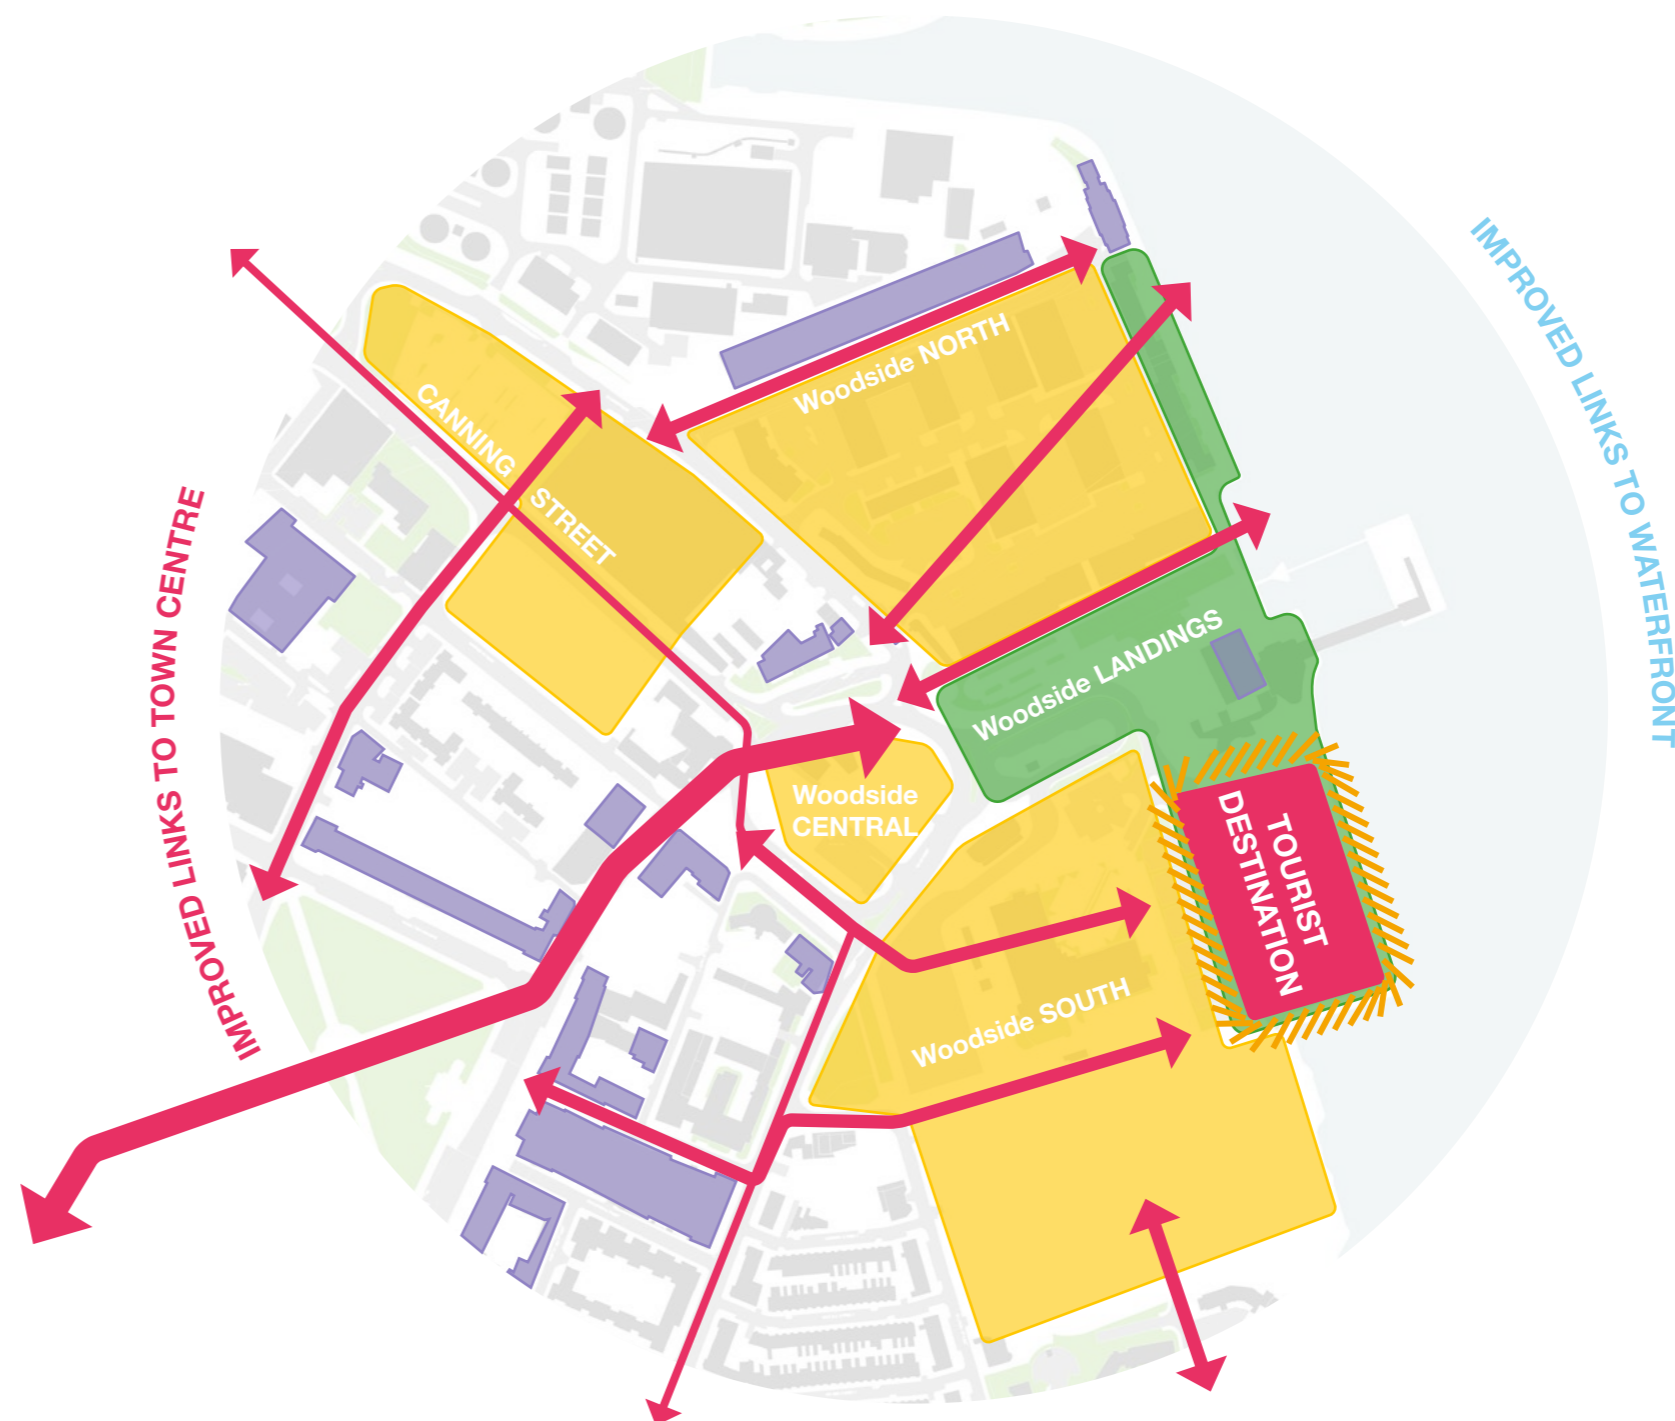 IMPROVED LINKS TO WATERFRONT
Woodside NORTH
CANNING
STREET
IMPROVED LINKS TO TOWN CENTRE
Woodside LANDINGS
Woodside
CENTRAL
TOURIST
DESTINATION
Woodside SOUTH